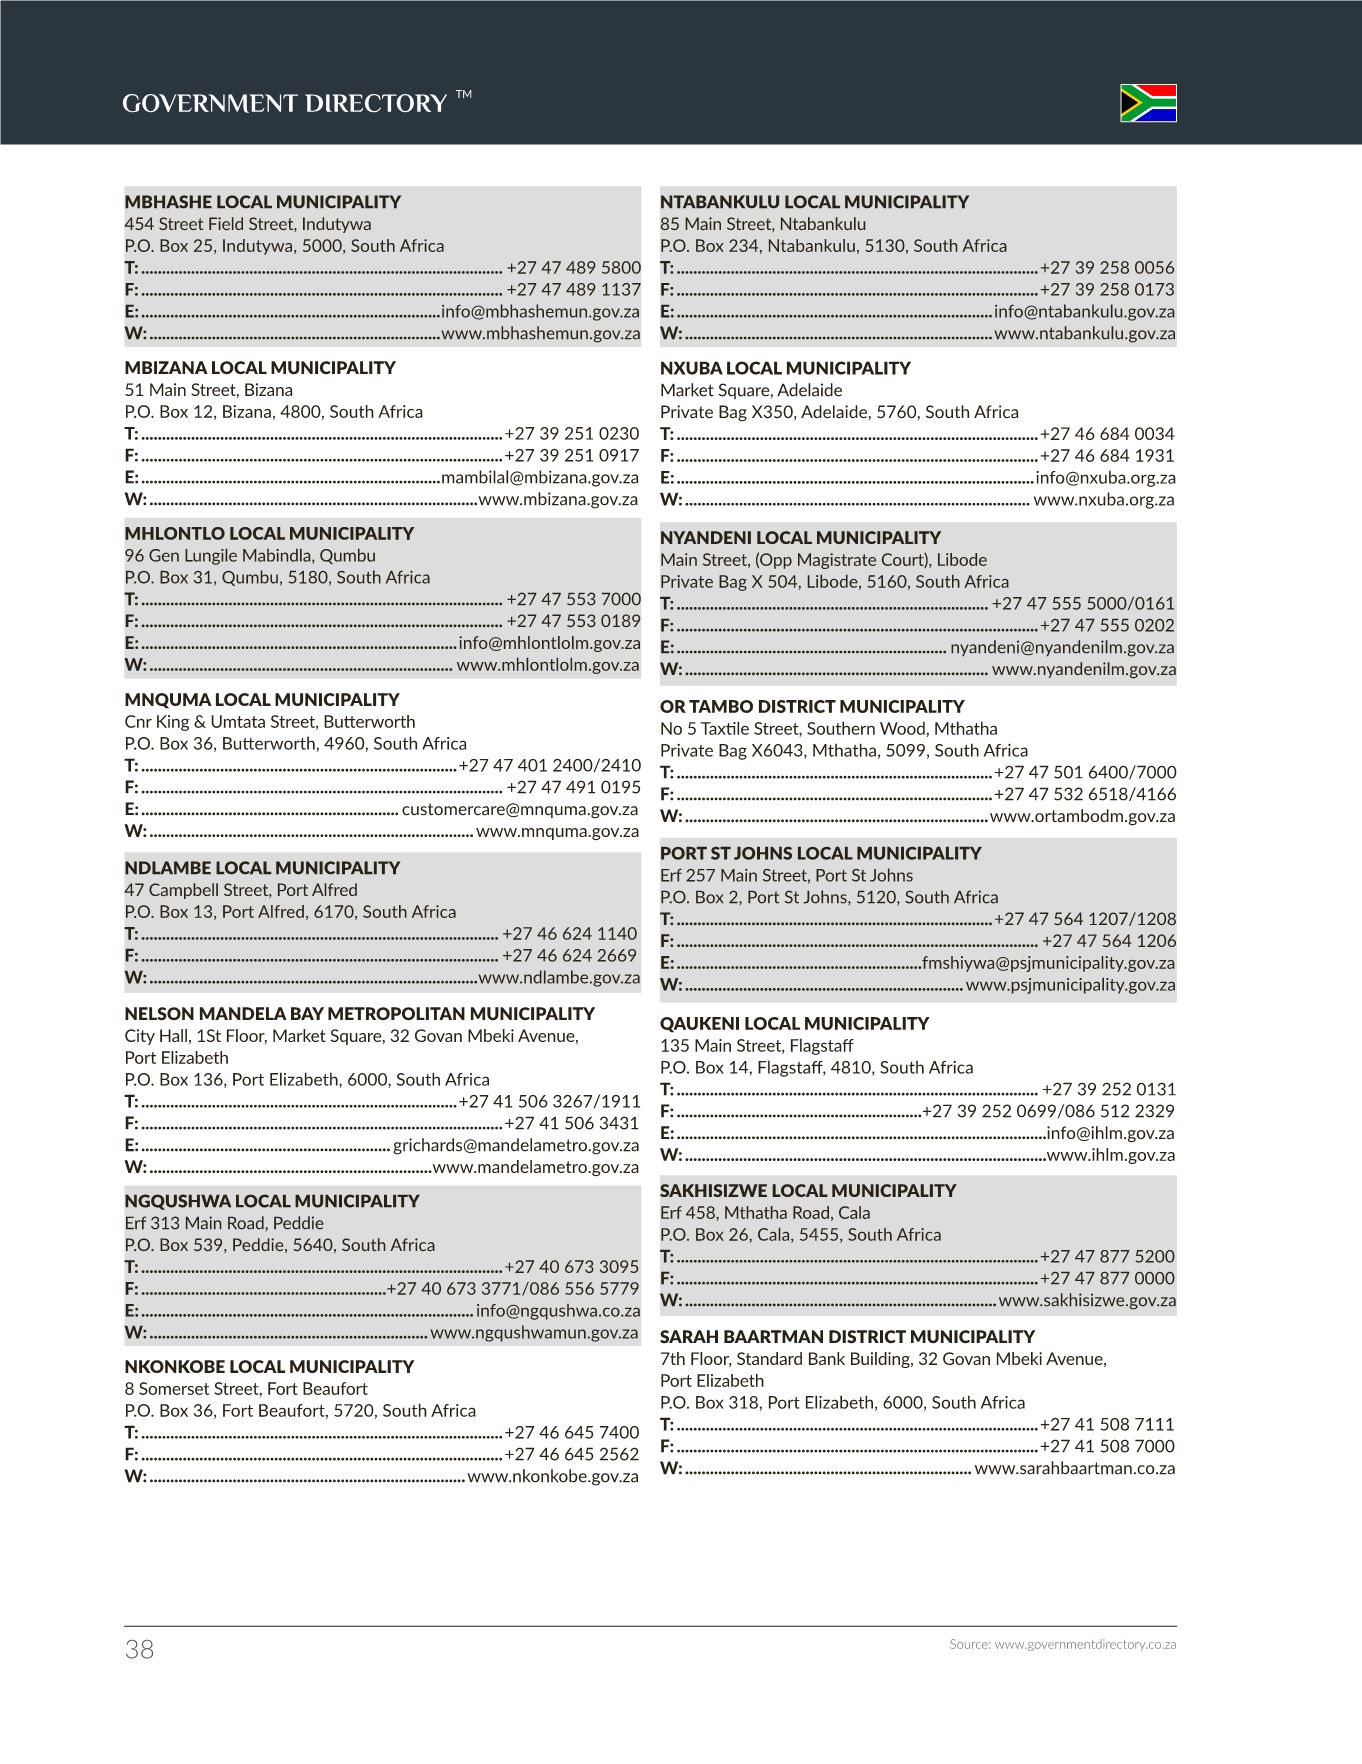 GOVERNMENT DIRECTORY ™
MBHASHE LOCAL MUNICIPALITY
454 Street Field Street, Indutywa
P.O. Box 25, Indutywa, 5000, South Africa
T: +27 47 489 5800
F: +27 47 489 1137
E: info@mbhashemun.gov.za
W: www.mbhashemun.gov.za
MBIZANA LOCAL MUNICIPALITY
51 Main Street, Bizana
P.O. Box 12, Bizana, 4800, South Africa
T: +27 39 251 0230
F: +27 39 251 0917
E: mambilal@mbizana.gov.za
W: www.mbizana.gov.za
MHLONTLO LOCAL MUNICIPALITY
96 Gen Lungile Mabindla, Qumbu
P.O. Box 31, Qumbu, 5180, South Africa
T: +27 47 553 7000
F: +27 47 553 0189
E: info@mhlontlolm.gov.za
W: www.mhlontlolm.gov.za
MNQUMA LOCAL MUNICIPALITY
Cnr King & Umtata Street, Butterworth
P.O. Box 36, Butterworth, 4960, South Africa
T: +27 47 401 2400/2410
F: +27 47 491 0195
E: customercare@mnquma.gov.za
W: www.mnquma.gov.za
NDLAMBE LOCAL MUNICIPALITY
47 Campbell Street, Port Alfred
P.O. Box 13, Port Alfred, 6170, South Africa
T: +27 46 624 1140
F: +27 46 624 2669
W: www.ndlambe.gov.za
NELSON MANDELA BAY METROPOLITAN MUNICIPALITY
City Hall, 1St Floor, Market Square, 32 Govan Mbeki Avenue,
Port Elizabeth
P.O. Box 136, Port Elizabeth, 6000, South Africa
T: +27 41 506 3267/1911
F: +27 41 506 3431
E: grichards@mandelametro.gov.za
W: www.mandelametro.gov.za
NGQUSHWA LOCAL MUNICIPALITY
Erf 313 Main Road, Peddie
P.O. Box 539, Peddie, 5640, South Africa
T: +27 40 673 3095
F: +27 40 673 3771/086 556 5779
E: info@ngqushwa.co.za
W: www.ngqushwamun.gov.za
NKONKOBE LOCAL MUNICIPALITY
8 Somerset Street, Fort Beaufort
P.O. Box 36, Fort Beaufort, 5720, South Africa
T: +27 46 645 7400
F: +27 46 645 2562
W: www.nkonkobe.gov.za
NTABANKULU LOCAL MUNICIPALITY
85 Main Street, Ntabankulu
P.O. Box 234, Ntabankulu, 5130, South Africa
T: +27 39 258 0056
F: +27 39 258 0173
E: info@ntabankulu.gov.za
W: www.ntabankulu.gov.za
NXUBA LOCAL MUNICIPALITY
Market Square, Adelaide
Private Bag X350, Adelaide, 5760, South Africa
T: +27 46 684 0034
F: +27 46 684 1931
E: info@nxuba.org.za
W: www.nxuba.org.za
NYANDENI LOCAL MUNICIPALITY
Main Street, (Opp Magistrate Court), Libode
Private Bag X 504, Libode, 5160, South Africa
T: +27 47 555 5000/0161
F: +27 47 555 0202
E: nyandeni@nyandenilm.gov.za
W: www.nyandenilm.gov.za
OR TAMBO DISTRICT MUNICIPALITY
No 5 Taxtile Street, Southern Wood, Mthatha
Private Bag X6043, Mthatha, 5099, South Africa
T: +27 47 501 6400/7000
F: +27 47 532 6518/4166
W: www.ortambodm.gov.za
PORT ST JOHNS LOCAL MUNICIPALITY
Erf 257 Main Street, Port St Johns
P.O. Box 2, Port St Johns, 5120, South Africa
T: +27 47 564 1207/1208
F: +27 47 564 1206
E: fmshiywa@psjmunicipality.gov.za
W: www.psjmunicipality.gov.za
QAUKENI LOCAL MUNICIPALITY
135 Main Street, Flagstaff
P.O. Box 14, Flagstaff, 4810, South Africa
T: +27 39 252 0131
F: +27 39 252 0699/086 512 2329
E: info@ihlm.gov.za
W: www.ihlm.gov.za
SAKHISIZWE LOCAL MUNICIPALITY
Erf 458, Mthatha Road, Cala
P.O. Box 26, Cala, 5455, South Africa
T: +27 47 877 5200
F: +27 47 877 0000
W: www.sakhisizwe.gov.za
SARAH BAARTMAN DISTRICT MUNICIPALITY
7th Floor, Standard Bank Building, 32 Govan Mbeki Avenue,
Port Elizabeth
P.O. Box 318, Port Elizabeth, 6000, South Africa
T: +27 41 508 7111
F: +27 41 508 7000
W: www.sarahbaartman.co.za
38
Source: www.governmentdirectory.co.za